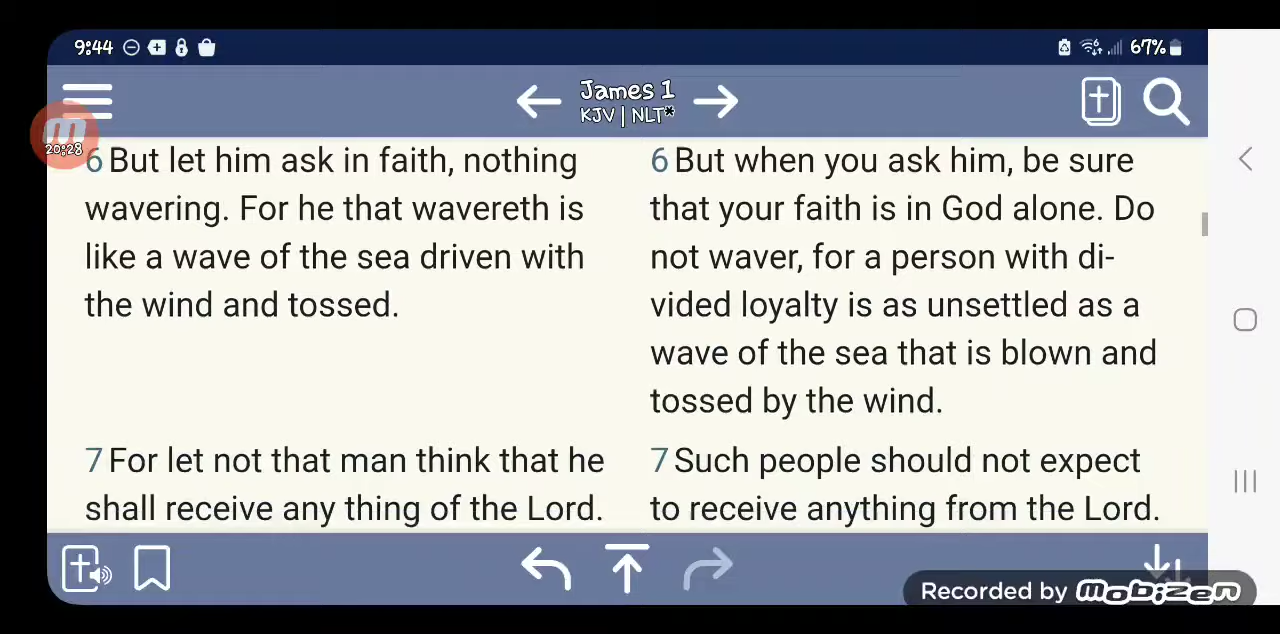 9:44
67%
James 1
KJV | NLT*
20:28
6 But let him ask in faith, nothing
wavering. For he that wavereth is
like a wave of the sea driven with
the wind and tossed.
7 For let not that man think that he
shall receive any thing of the Lord.
6 But when you ask him, be sure
that your faith is in God alone. Do
not waver, for a person with di-
vided loyalty is as unsettled as a
wave of the sea that is blown and
tossed by the wind.
7 Such people should not expect
to receive anything from the Lord.
Recorded by mobizen